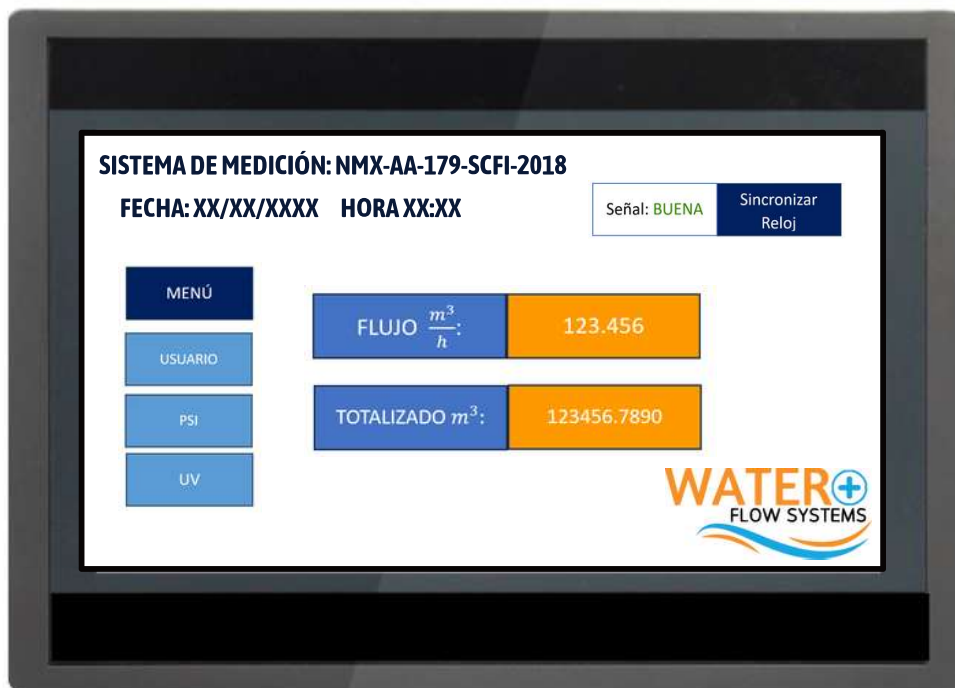 SISTEMA DE MEDICIÓN: NMX-AA-179-SCFI-2018
FECHA: XX/XX/XXXX HORA XX:XX
Señal: BUENA
Sincronizar
Reloj
MENÚ
USUARIO
PSI
UV
FLUJO m³/h:
123.456
TOTALIZADO m³:
123456.7890
WATER+
FLOW SYSTEMS